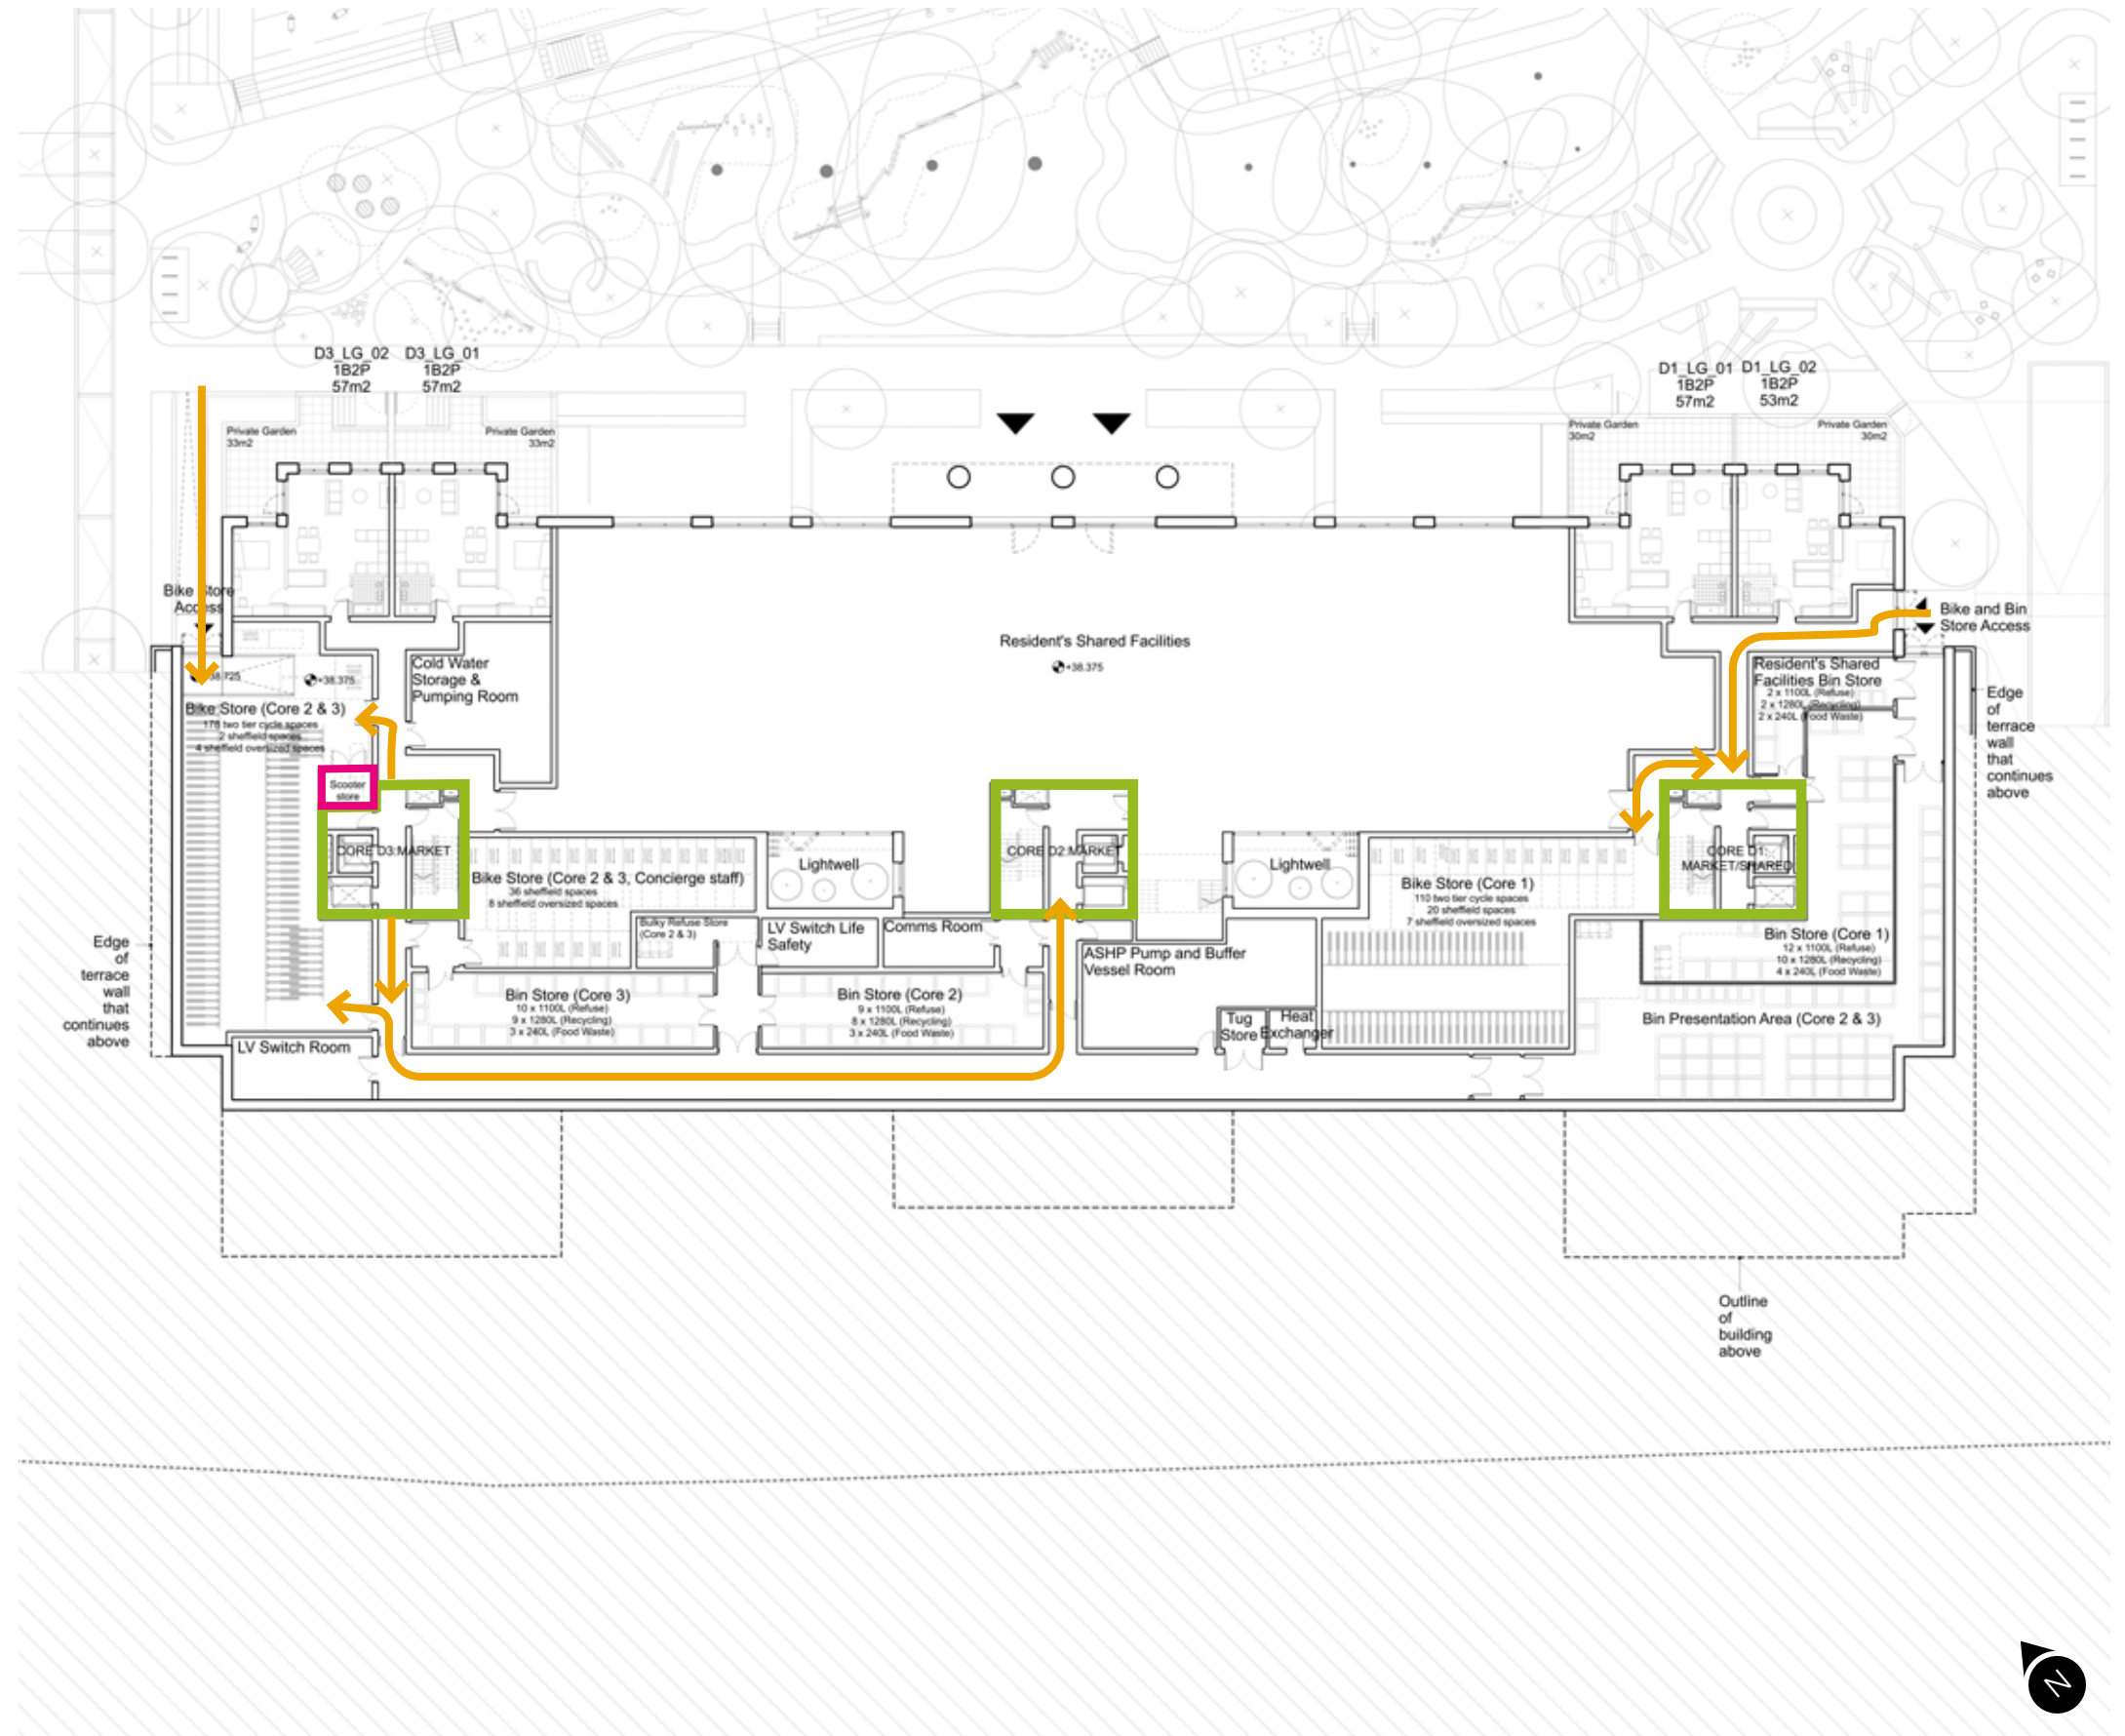 D3_LG_02
1B2P
57m2
D3_LG_01
1B2P
57m2
D1_LG_01
1B2P
57m2
D1_LG_02
1B2P
53m2
Private Garden
33m2
Private Garden
33m2
Private Garden
30m2
Private Garden
30m2
Bike Store
Access
Bike and Bin
Store Access
Resident's Shared Facilities
+38.375
Cold Water
Storage &
Pumping Room
38.725
+38.375
Bike Store (Core 2 & 3)
178 two tier cycle spaces
2 sheffield spaces
4 sheffield oversized spaces
Resident's Shared
Facilities Bin Store
2 x 1100L (Refuse)
2 x 1280L (Recycling)
2 x 240L (Food Waste)
Edge
of
terrace
wall
that
continues
above
Scooter
store
CORE D3:MARKET
Bike Store (Core 2 & 3, Concierge staff)
36 sheffield spaces
8 sheffield oversized spaces
Lightwell
CORE D2:MARKET
Lightwell
Bike Store (Core 1)
110 two tier cycle spaces
20 sheffield spaces
7 sheffield oversized spaces
CORE D1:
MARKET/SHARED
Bulky Refuse Store
(Core 2 & 3)
LV Switch Life
Safety
Comms Room
ASHP Pump and Buffer
Vessel Room
Bin Store (Core 1)
12 x 1100L (Refuse)
10 x 1280L (Recycling)
4 x 240L (Food Waste)
Edge
of
terrace
wall
that
continues
above
Bin Store (Core 3)
10 x 1100L (Refuse)
9 x 1280L (Recycling)
3 x 240L (Food Waste)
Bin Store (Core 2)
9 x 1100L (Refuse)
8 x 1280L (Recycling)
3 x 240L (Food Waste)
Tug
Store
Heat
Exchanger
Bin Presentation Area (Core 2 & 3)
LV Switch Room
Outline
of
building
above
N